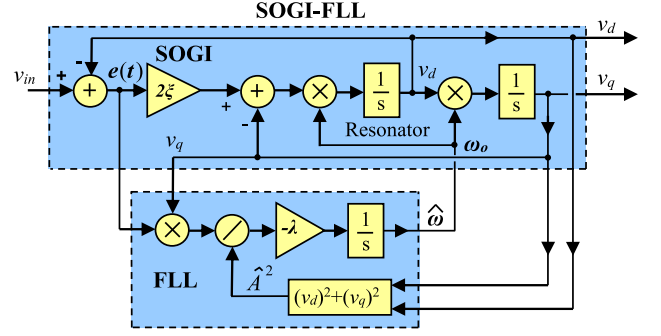 SOGI-FLL
v_d
SOGI
v_in
+
-
+
e(t)
2ξ
+
-
+
×
1/s
v_d
×
1/s
v_q
Resonator
ω_o
v_q
×
/
-λ
1/s
ω̂
FLL
Â²
(v_d)²+(v_q)²